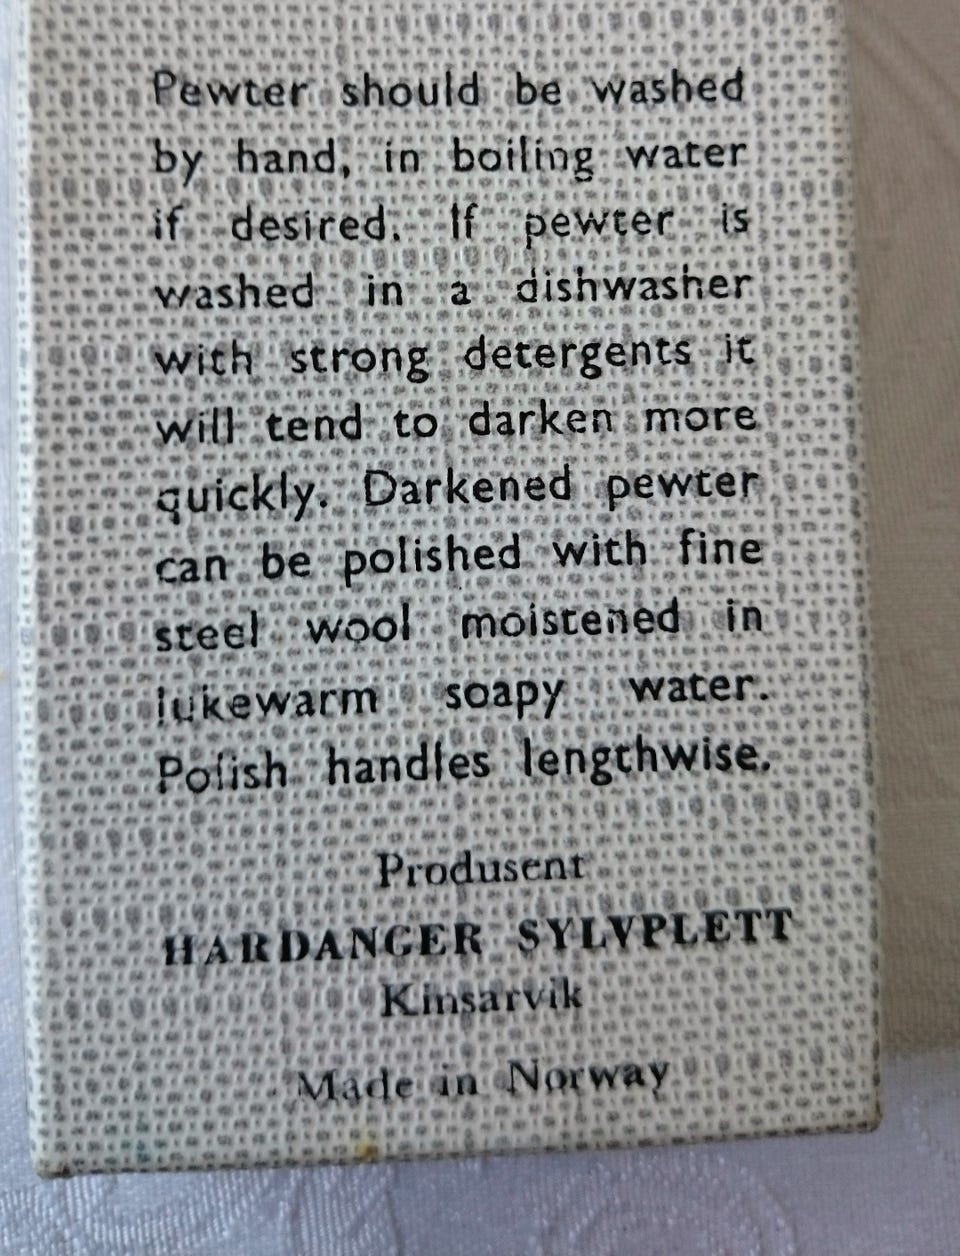 Pewter should be washed
by hand, in boiling water
if desired. If pewter is
washed in a dishwasher
with strong detergents it
will tend to darken more
quickly. Darkened pewter
can be polished with fine
steel wool moistened in
lukewarm soapy water.
Polish handles lengthwise.
Produsent
HARDANGER SYLVPLETT
Kinsarvik
Made in Norway